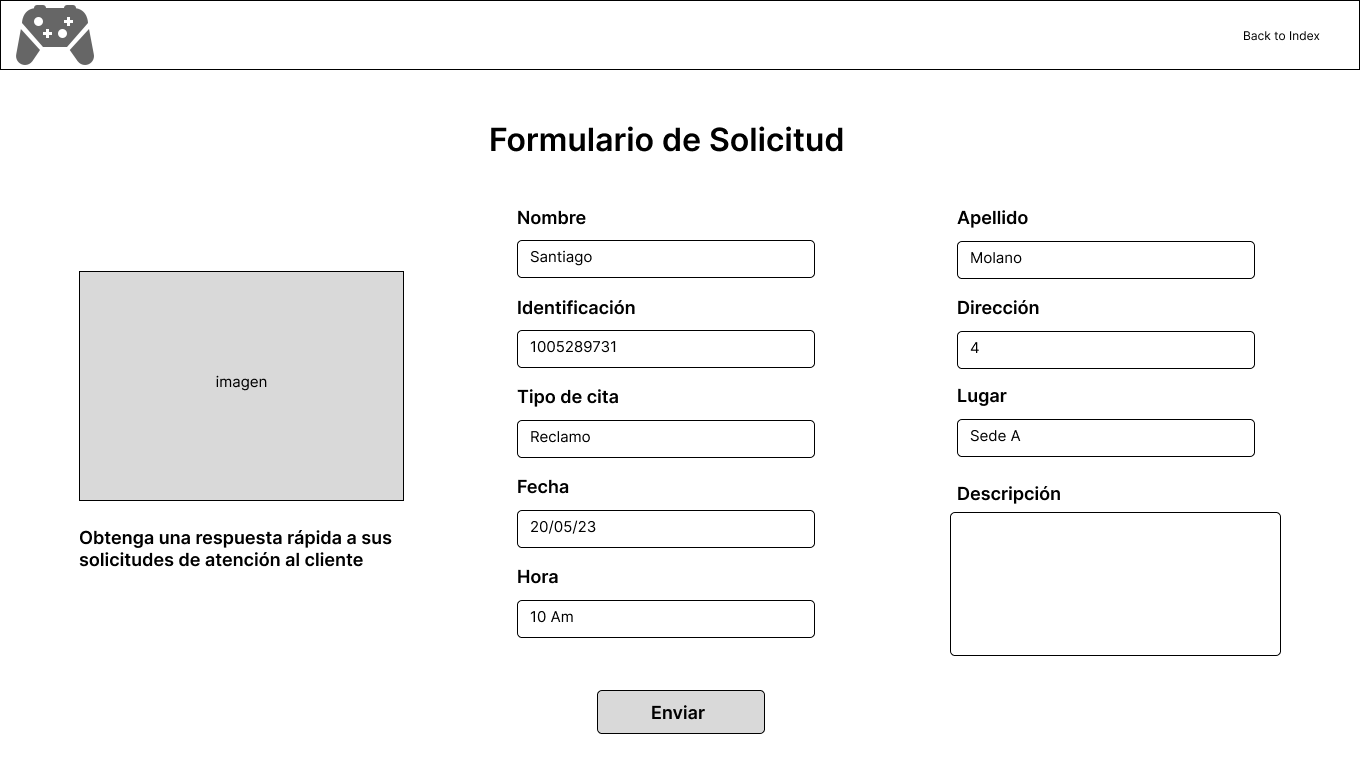 Back to Index
Formulario de Solicitud
imagen
Obtenga una respuesta rápida a sus
solicitudes de atención al cliente
Nombre
Santiago
Identificación
1005289731
Tipo de cita
Reclamo
Fecha
20/05/23
Hora
10 Am
Apellido
Molano
Dirección
4
Lugar
Sede A
Descripción
Enviar